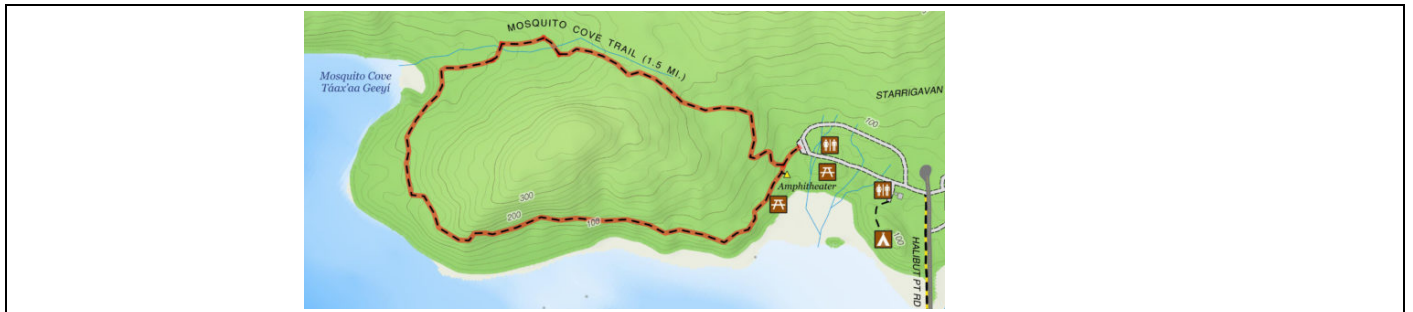 MOSQUITO COVE TRAIL (1.5 MI.)
Mosquito Cove
Táax'aa Geeyí
STARRIGAVAN
100
Amphitheater
300
200
100
100
HALIBUT PT RD